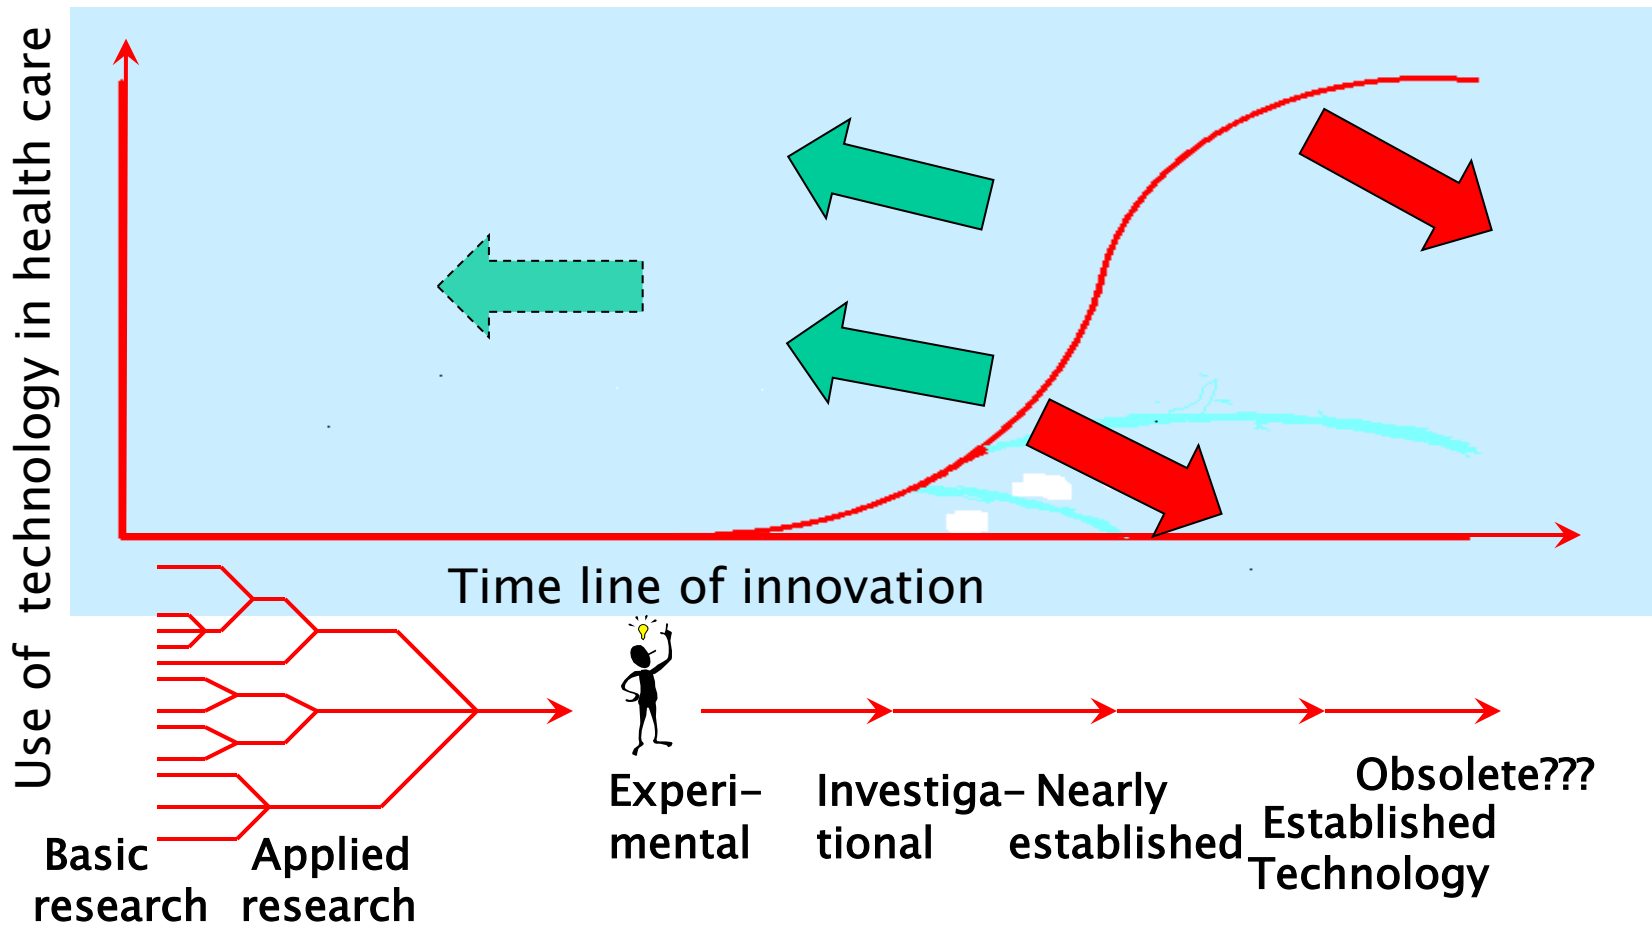 Use of technology in health care
Time line of innovation
Basic
research
Applied
research
Experi-
mental
Investiga-
tional
Nearly
established
Established
Technology
Obsolete???